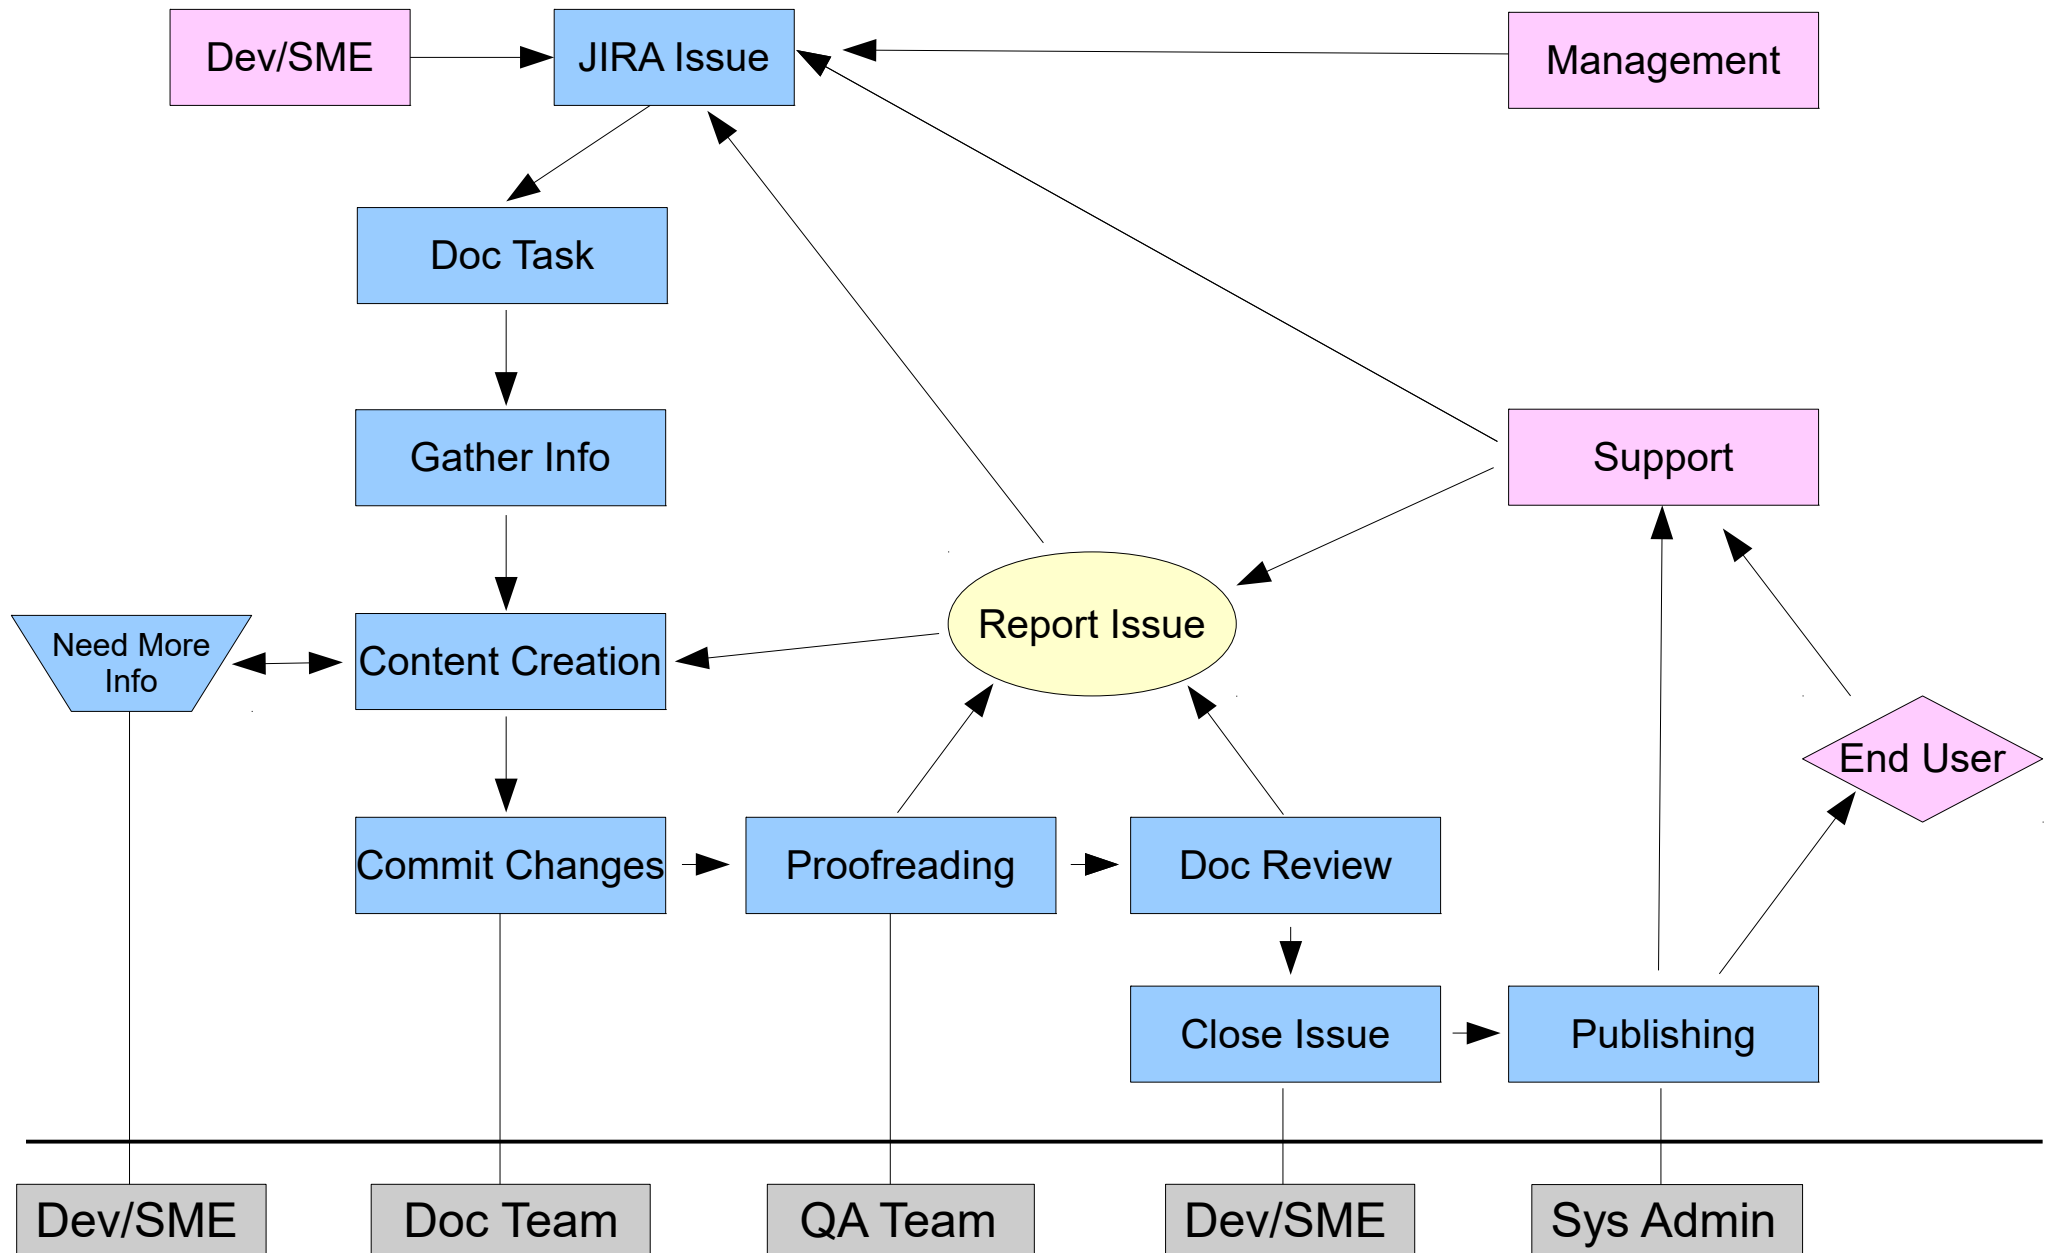 Dev/SME
JIRA Issue
Management
Doc Task
Gather Info
Support
Need More
Info
Content Creation
Report Issue
End User
Commit Changes
Proofreading
Doc Review
Close Issue
Publishing
Dev/SME
Doc Team
QA Team
Dev/SME
Sys Admin